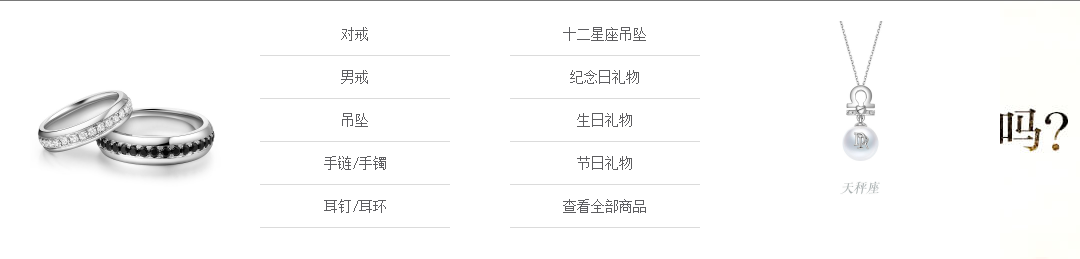 对戒
男戒
吊坠
手链/手镯
耳钉/耳环
十二星座吊坠
纪念日礼物
生日礼物
节日礼物
查看全部商品
天秤座
吗?